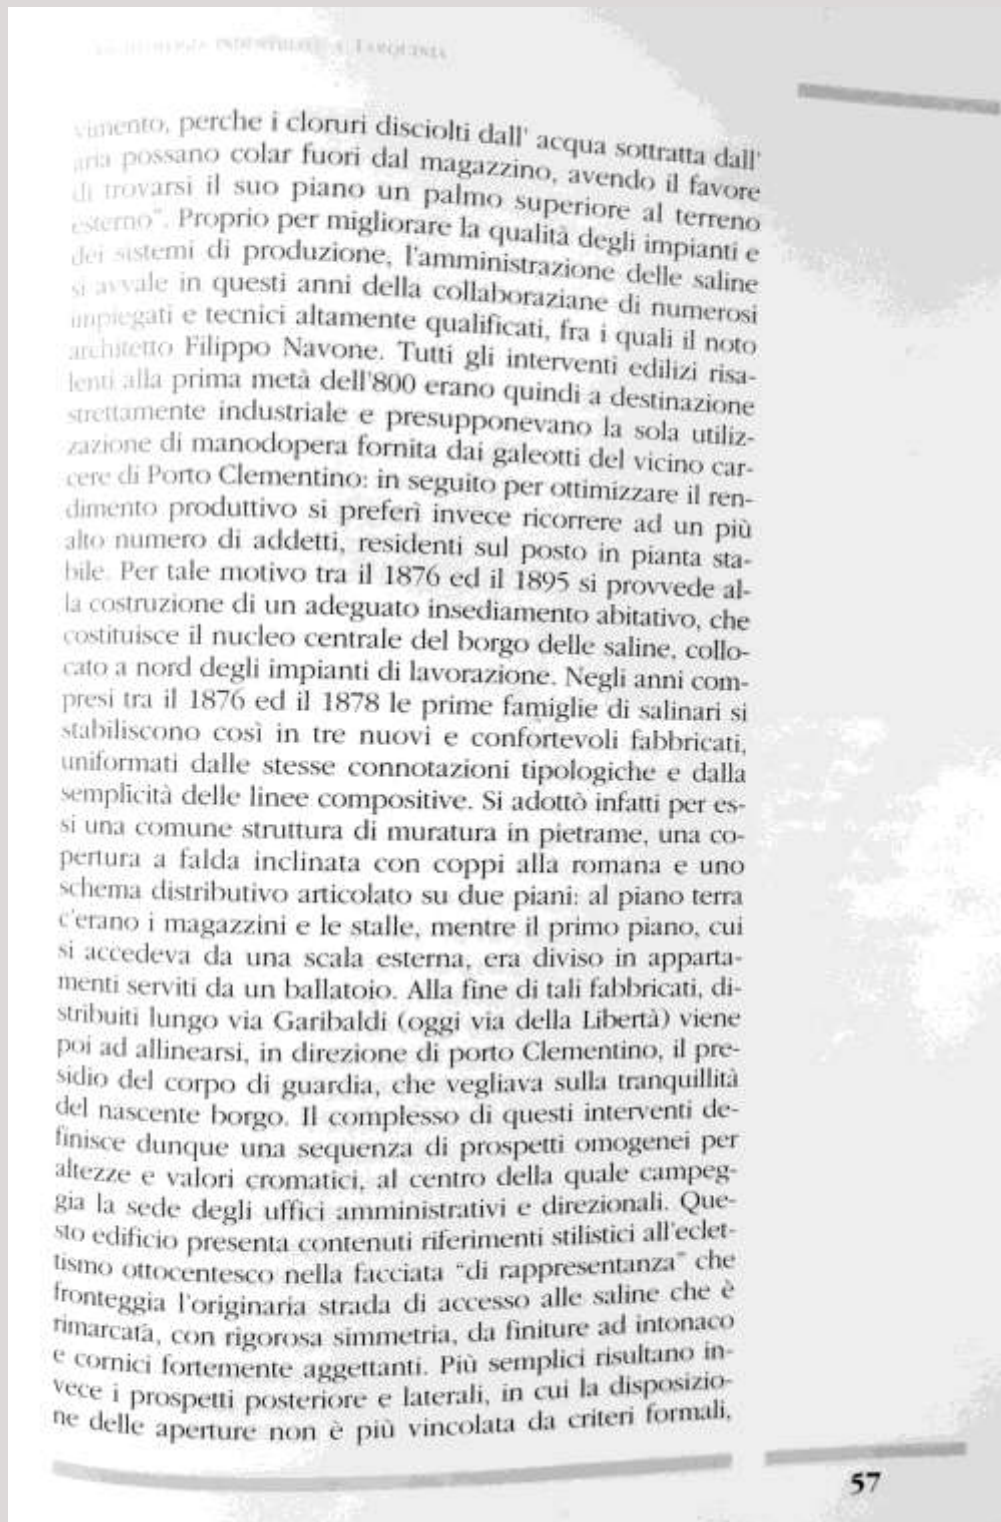 INDUSTRIALE A TARQUINIA
vimento, perche i cloruri disciolti dall' acqua sottratta dall'
aria possano colar fuori dal magazzino, avendo il favore
di trovarsi il suo piano un palmo superiore al terreno
esterno". Proprio per migliorare la qualità degli impianti e
dei sistemi di produzione, l'amministrazione delle saline
si avvale in questi anni della collaboraziane di numerosi
impiegati e tecnici altamente qualificati, fra i quali il noto
architetto Filippo Navone. Tutti gli interventi edilizi risa-
lenti alla prima metà dell'800 erano quindi a destinazione
strettamente industriale e presupponevano la sola utiliz-
zazione di manodopera fornita dai galeotti del vicino car-
cere di Porto Clementino: in seguito per ottimizzare il ren-
dimento produttivo si preferì invece ricorrere ad un più
alto numero di addetti, residenti sul posto in pianta sta-
bile. Per tale motivo tra il 1876 ed il 1895 si provvede al-
la costruzione di un adeguato insediamento abitativo, che
costituisce il nucleo centrale del borgo delle saline, collo-
cato a nord degli impianti di lavorazione. Negli anni com-
presi tra il 1876 ed il 1878 le prime famiglie di salinari si
stabiliscono così in tre nuovi e confortevoli fabbricati,
uniformati dalle stesse connotazioni tipologiche e dalla
semplicità delle linee compositive. Si adottò infatti per es-
si una comune struttura di muratura in pietrame, una co-
pertura a falda inclinata con coppi alla romana e uno
schema distributivo articolato su due piani: al piano terra
c'erano i magazzini e le stalle, mentre il primo piano, cui
si accedeva da una scala esterna, era diviso in apparta-
menti serviti da un ballatoio. Alla fine di tali fabbricati, di-
stribuiti lungo via Garibaldi (oggi via della Libertà) viene
poi ad allinearsi, in direzione di porto Clementino, il pre-
sidio del corpo di guardia, che vegliava sulla tranquillità
del nascente borgo. Il complesso di questi interventi de-
finisce dunque una sequenza di prospetti omogenei per
altezze e valori cromatici, al centro della quale campeg-
gia la sede degli uffici amministrativi e direzionali. Que-
sto edificio presenta contenuti riferimenti stilistici all'eclet-
tismo ottocentesco nella facciata "di rappresentanza" che
fronteggia l'originaria strada di accesso alle saline che è
rimarcata, con rigorosa simmetria, da finiture ad intonaco
e cornici fortemente aggettanti. Più semplici risultano in-
vece i prospetti posteriore e laterali, in cui la disposizio-
ne delle aperture non è più vincolata da criteri formali,
57